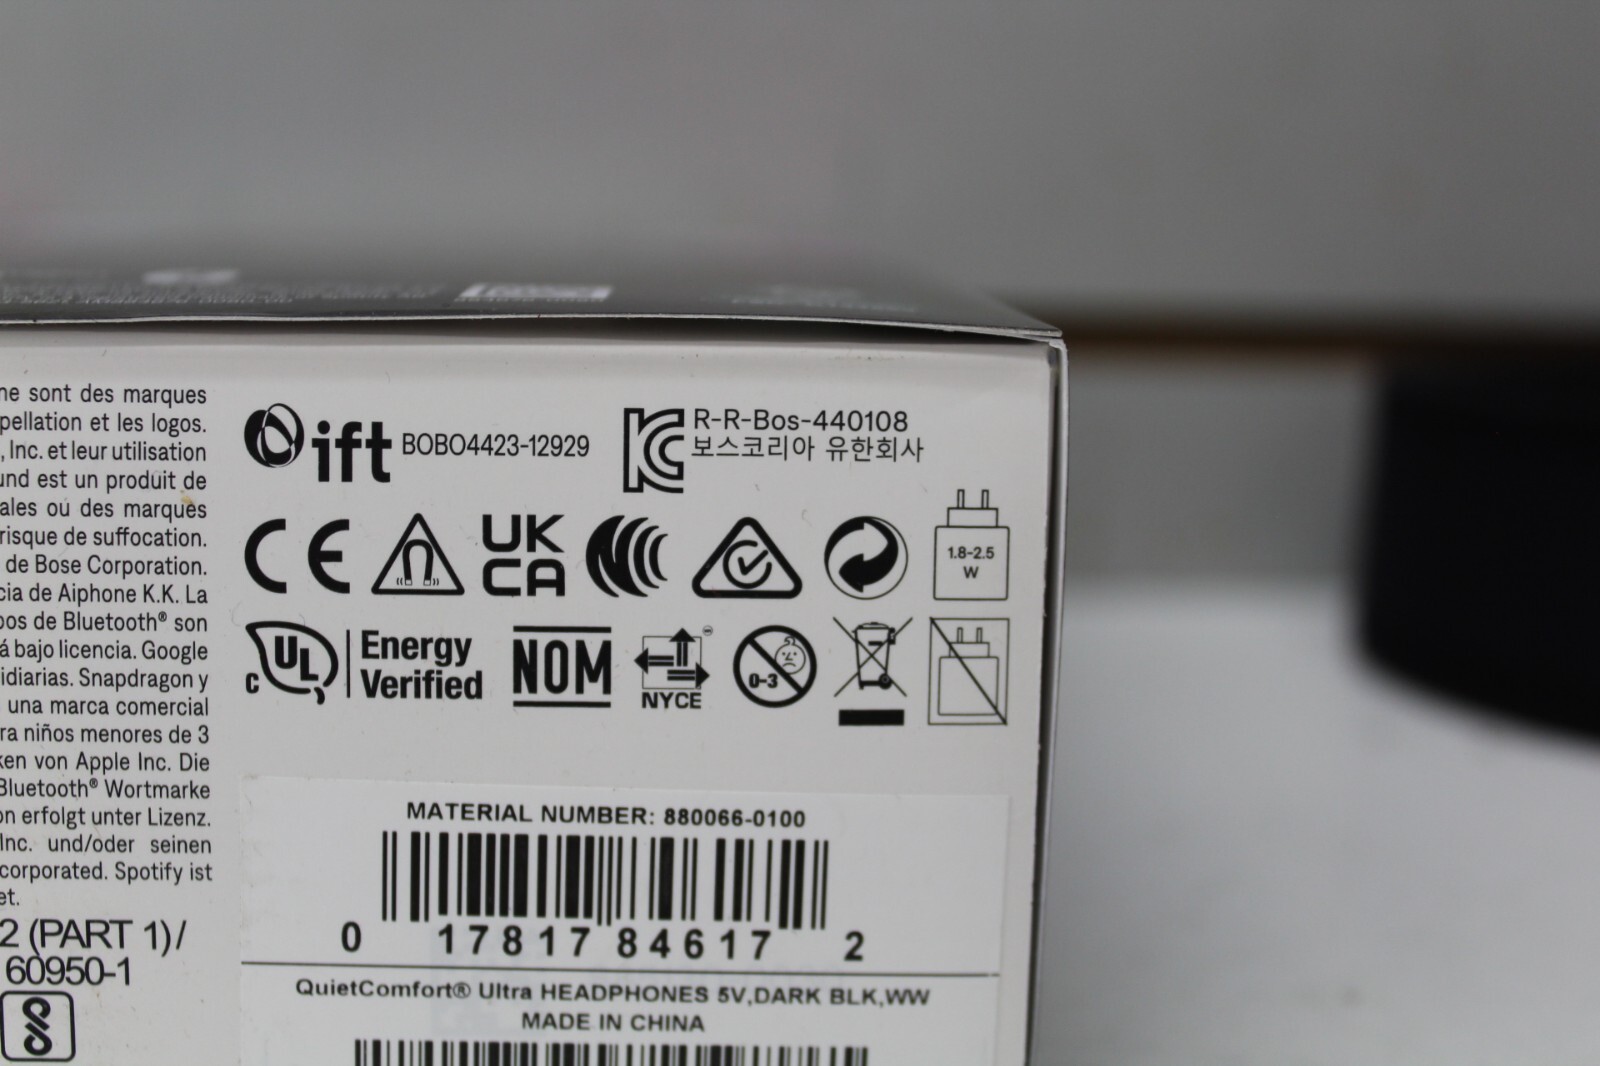 ne sont des marques
pellation et les logos.
, Inc. et leur utilisation
und est un produit de
ales ou des marques
risque de suffocation.
de Bose Corporation.
cia de Aiphone K.K. La
pos de Bluetooth® son
á bajo licencia. Google
idiarias. Snapdragon y
una marca comercial
ra niños menores de 3
ken von Apple Inc. Die
Bluetooth® Wortmarke
on erfolgt unter Lizenz.
Inc. und/oder seinen
corporated. Spotify ist
et.
2 (PART 1)/
60950-1
ift BOBO4423-12929
R-R-Bos-440108
보스코리아 유한회사
CE
UK
CA
1.8-2.5
W
c UL Energy
Verified
NOM
NYCE
0-3
MATERIAL NUMBER: 880066-0100
0 17817 84617 2
QuietComfort® Ultra HEADPHONES 5V,DARK BLK,WW
MADE IN CHINA